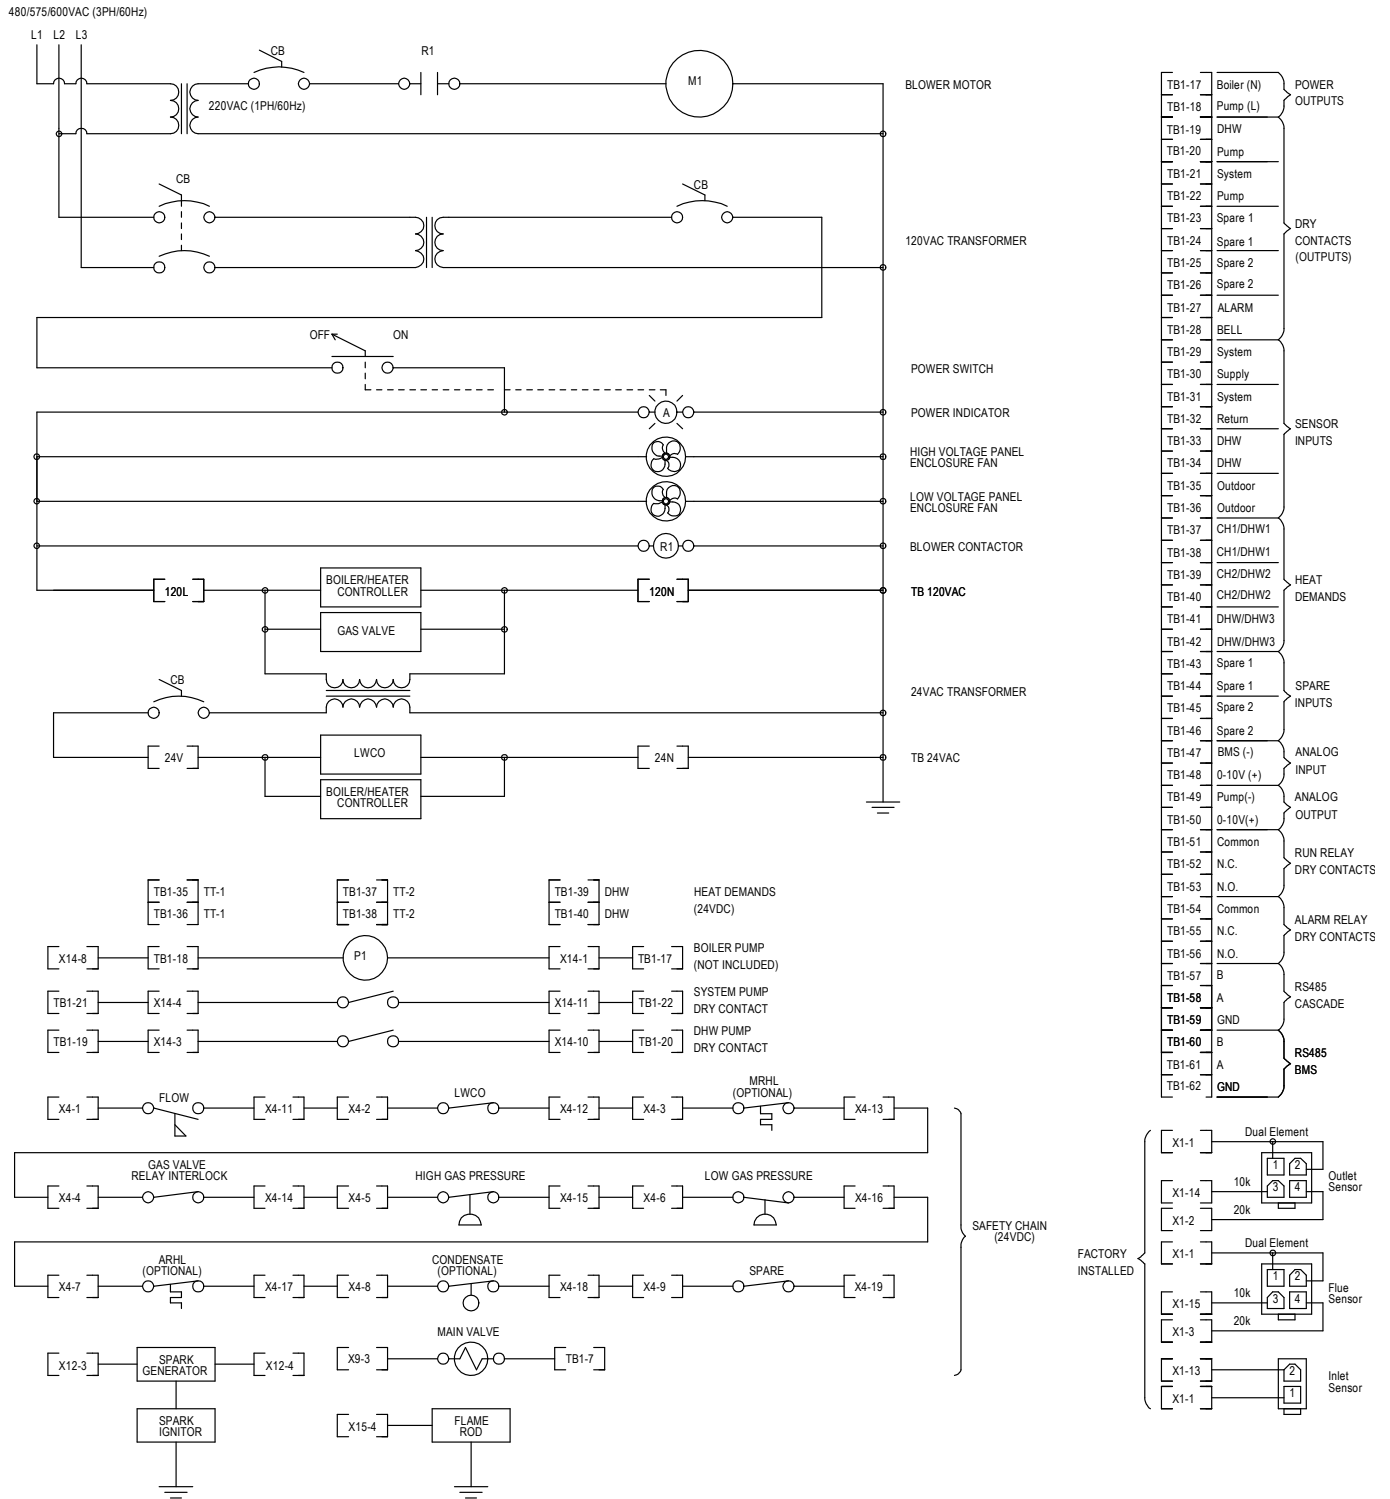 480/575/600VAC (3PH/60Hz)
L1 L2 L3
CB
R1
M1
220VAC (1PH/60Hz)
BLOWER MOTOR
CB
CB
120VAC TRANSFORMER
OFF ON
POWER SWITCH
A
POWER INDICATOR
HIGH VOLTAGE PANEL
ENCLOSURE FAN
LOW VOLTAGE PANEL
ENCLOSURE FAN
R1
BLOWER CONTACTOR
120L
BOILER/HEATER
CONTROLLER
120N
TB 120VAC
GAS VALVE
CB
24VAC TRANSFORMER
24V
LWCO
24N
TB 24VAC
BOILER/HEATER
CONTROLLER
TB1-35 TT-1
TB1-36 TT-1
TB1-37 TT-2
TB1-38 TT-2
TB1-39 DHW
TB1-40 DHW
HEAT DEMANDS
(24VDC)
X14-8 TB1-18 P1 X14-1 TB1-17
BOILER PUMP
(NOT INCLUDED)
TB1-21 X14-4 X14-11 TB1-22
SYSTEM PUMP
DRY CONTACT
TB1-19 X14-3 X14-10 TB1-20
DHW PUMP
DRY CONTACT
X4-1 FLOW X4-11 X4-2 LWCO X4-12 X4-3
MRHL
(OPTIONAL)
X4-13
X4-4
GAS VALVE
RELAY INTERLOCK
X4-14 X4-5 HIGH GAS PRESSURE X4-15 X4-6 LOW GAS PRESSURE X4-16
SAFETY CHAIN
(24VDC)
X4-7
ARHL
(OPTIONAL)
X4-17 X4-8
CONDENSATE
(OPTIONAL)
X4-18 X4-9 SPARE X4-19
X12-3
SPARK
GENERATOR
X12-4
X9-3 MAIN VALVE TB1-7
SPARK
IGNITOR
X15-4
FLAME
ROD
TB1-17 Boiler (N)
TB1-18 Pump (L)
POWER
OUTPUTS
TB1-19 DHW
TB1-20 Pump
TB1-21 System
TB1-22 Pump
TB1-23 Spare 1
TB1-24 Spare 1
TB1-25 Spare 2
TB1-26 Spare 2
TB1-27 ALARM
TB1-28 BELL
DRY
CONTACTS
(OUTPUTS)
TB1-29 System
TB1-30 Supply
TB1-31 System
TB1-32 Return
TB1-33 DHW
TB1-34 DHW
TB1-35 Outdoor
TB1-36 Outdoor
SENSOR
INPUTS
TB1-37 CH1/DHW1
TB1-38 CH1/DHW1
TB1-39 CH2/DHW2
TB1-40 CH2/DHW2
TB1-41 DHW/DHW3
TB1-42 DHW/DHW3
HEAT
DEMANDS
TB1-43 Spare 1
TB1-44 Spare 1
TB1-45 Spare 2
TB1-46 Spare 2
SPARE
INPUTS
TB1-47 BMS (-)
TB1-48 0-10V (+)
ANALOG
INPUT
TB1-49 Pump(-)
TB1-50 0-10V(+)
ANALOG
OUTPUT
TB1-51 Common
TB1-52 N.C.
TB1-53 N.O.
RUN RELAY
DRY CONTACTS
TB1-54 Common
TB1-55 N.C.
TB1-56 N.O.
ALARM RELAY
DRY CONTACTS
TB1-57 B
TB1-58 A
TB1-59 GND
RS485
CASCADE
TB1-60 B
TB1-61 A
TB1-62 GND
RS485
BMS
FACTORY
INSTALLED
X1-1 Dual Element
1 2
X1-14 10k 3 4
X1-2 20k
Outlet
Sensor
X1-1 Dual Element
1 2
X1-15 10k 3 4
X1-3 20k
Flue
Sensor
X1-13 2
X1-1 1
Inlet
Sensor